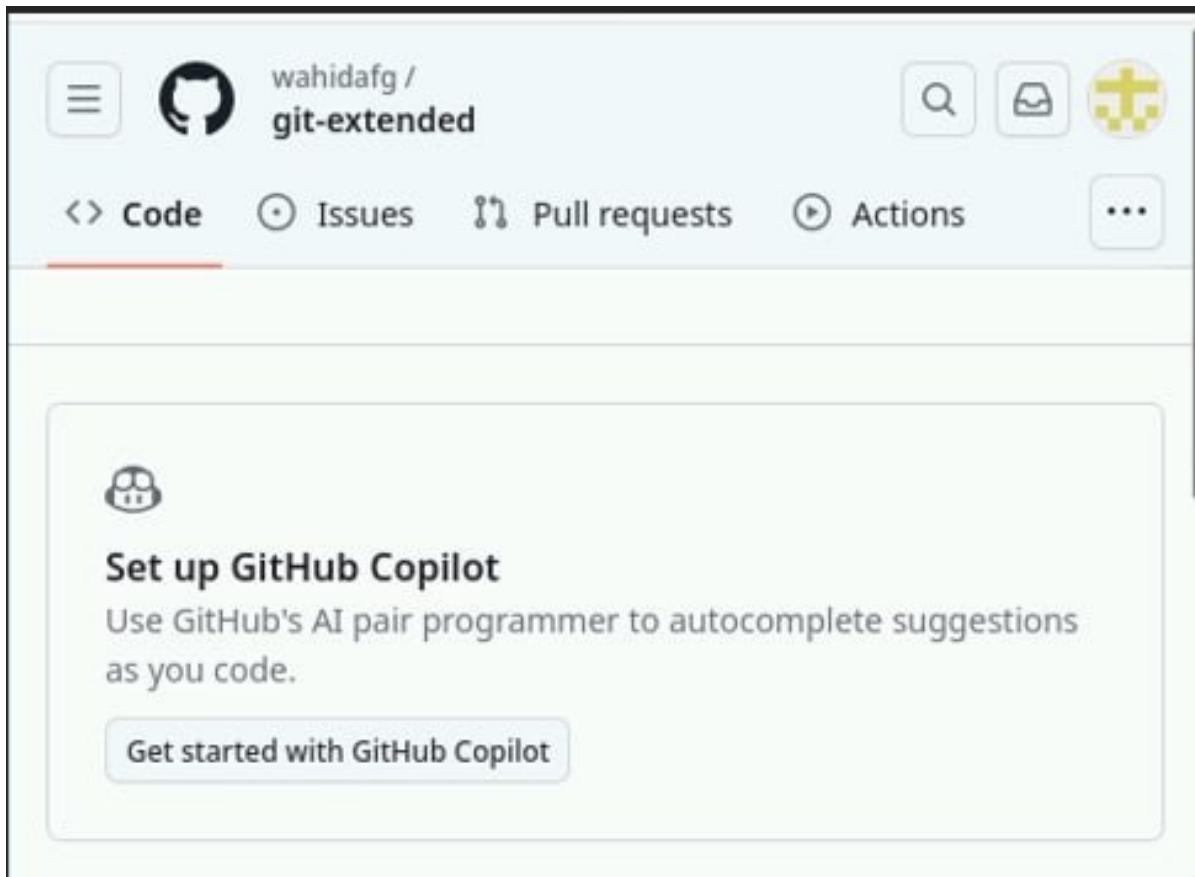 wahidafg /
git-extended
Code Issues Pull requests Actions
Set up GitHub Copilot
Use GitHub's AI pair programmer to autocomplete suggestions
as you code.
Get started with GitHub Copilot